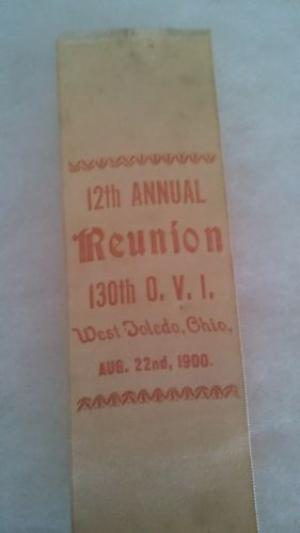 12th ANNUAL
Reunion
130th O. V. I.
West Toledo, Ohio,
AUG. 22nd, 1900.